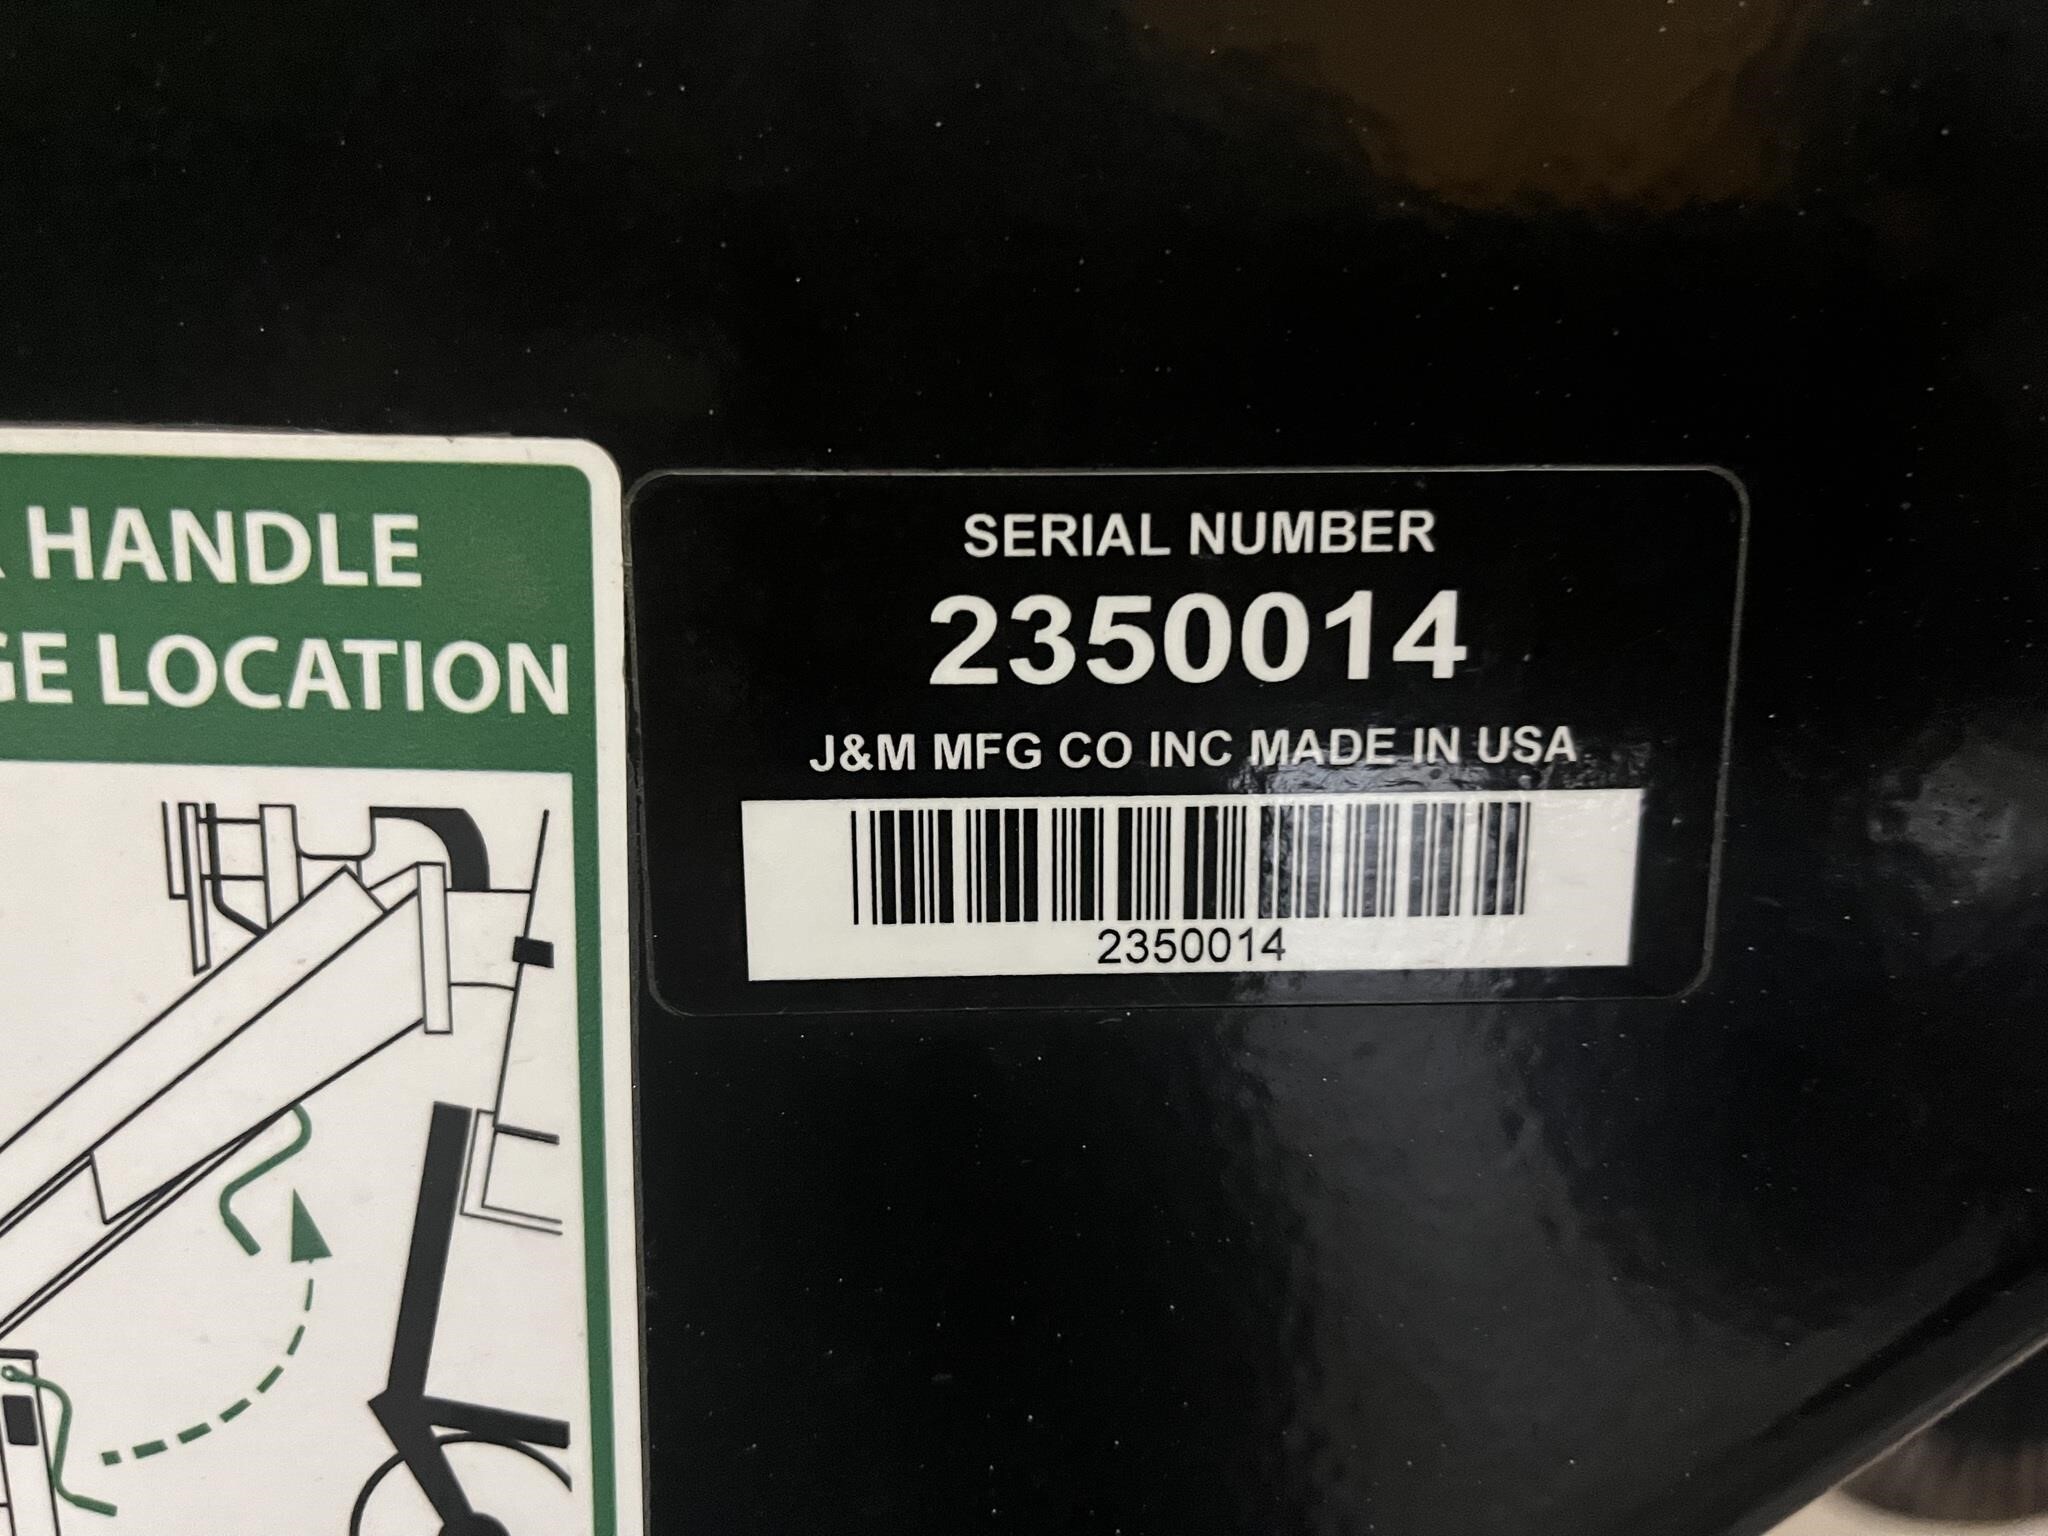 HANDLE
GE LOCATION
SERIAL NUMBER
2350014
J&M MFG CO INC MADE IN USA
2350014